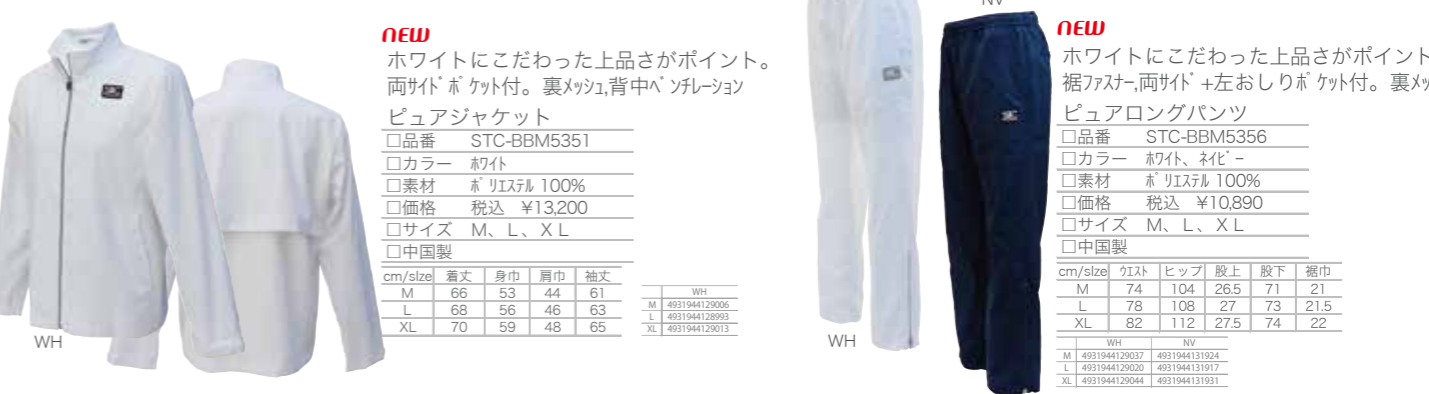 NEW
ホワイトにこだわった上品さがポイント。
両サイドポケット付。裏メッシュ,背中ベンチレーション
ピュアジャケット
□品番 STC-BBM5351
□カラー ホワイト
□素材 ポリエステル 100%
□価格 税込 ¥13,200
□サイズ M、L、XL
□中国製
cm/sIze 着丈 身巾 肩巾 袖丈
M 66 53 44 61
L 68 56 46 63
XL 70 59 48 65
WH
M 4931944129006
L 4931944128993
XL 4931944129013
WH
NV
NEW
ホワイトにこだわった上品さがポイント
裾ファスナー,両サイド+左おしりポケット付。裏メッ
ピュアロングパンツ
□品番 STC-BBM5356
□カラー ホワイト、ネイビー
□素材 ポリエステル 100%
□価格 税込 ¥10,890
□サイズ M、L、XL
□中国製
cm/sIze ウエスト ヒップ 股上 股下 裾巾
M 74 104 26.5 71 21
L 78 108 27 73 21.5
XL 82 112 27.5 74 22
WH NV
M 4931944129037 4931944131924
L 4931944129020 4931944131917
XL 4931944129044 4931944131931
WH